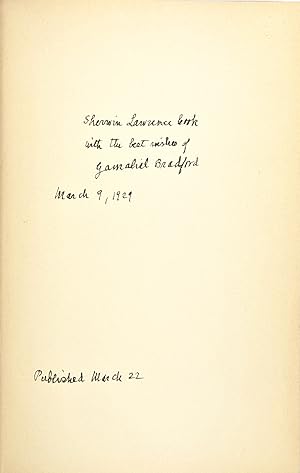 Sherwin Lawrence Cook
with the best wishes of
Gamaliel Bradford
March 9, 1929
Published March 22